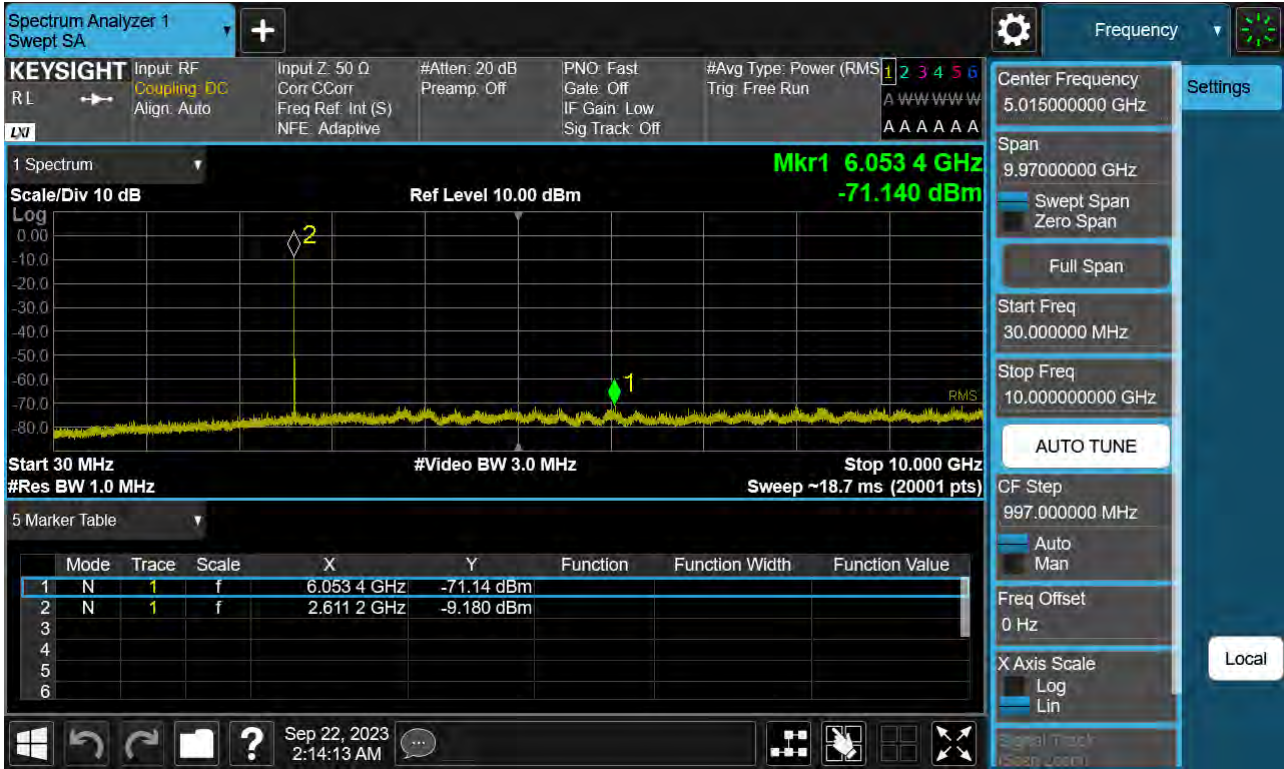 Spectrum Analyzer 1
Swept SA
Frequency
KEYSIGHT
R L
LXI
Input: RF
Coupling: DC
Align: Auto
Input Z: 50 Ω
Corr CCorr
Freq Ref: Int (S)
NFE: Adaptive
#Atten: 20 dB
Preamp: Off
PNO: Fast
Gate: Off
IF Gain: Low
Sig Track: Off
#Avg Type: Power (RMS
Trig: Free Run
1 2 3 4 5 6
A W W W W W
A A A A A A
1 Spectrum
Mkr1 6.053 4 GHz
-71.140 dBm
Scale/Div 10 dB
Ref Level 10.00 dBm
Log
0.00
-10.0
-20.0
-30.0
-40.0
-50.0
-60.0
-70.0
-80.0
2
1
RMS
Start 30 MHz
#Video BW 3.0 MHz
Stop 10.000 GHz
#Res BW 1.0 MHz
Sweep ~18.7 ms (20001 pts)
5 Marker Table
Mode Trace Scale X Y Function Function Width Function Value
1 N 1 f 6.053 4 GHz -71.14 dBm
2 N 1 f 2.611 2 GHz -9.180 dBm
3
4
5
6
Sep 22, 2023
2:14:13 AM
Center Frequency
5.015000000 GHz
Settings
Span
9.97000000 GHz
Swept Span
Zero Span
Full Span
Start Freq
30.000000 MHz
Stop Freq
10.000000000 GHz
AUTO TUNE
CF Step
997.000000 MHz
Auto
Man
Freq Offset
0 Hz
X Axis Scale
Log
Lin
Local
Signal Track
(Span Zoom)